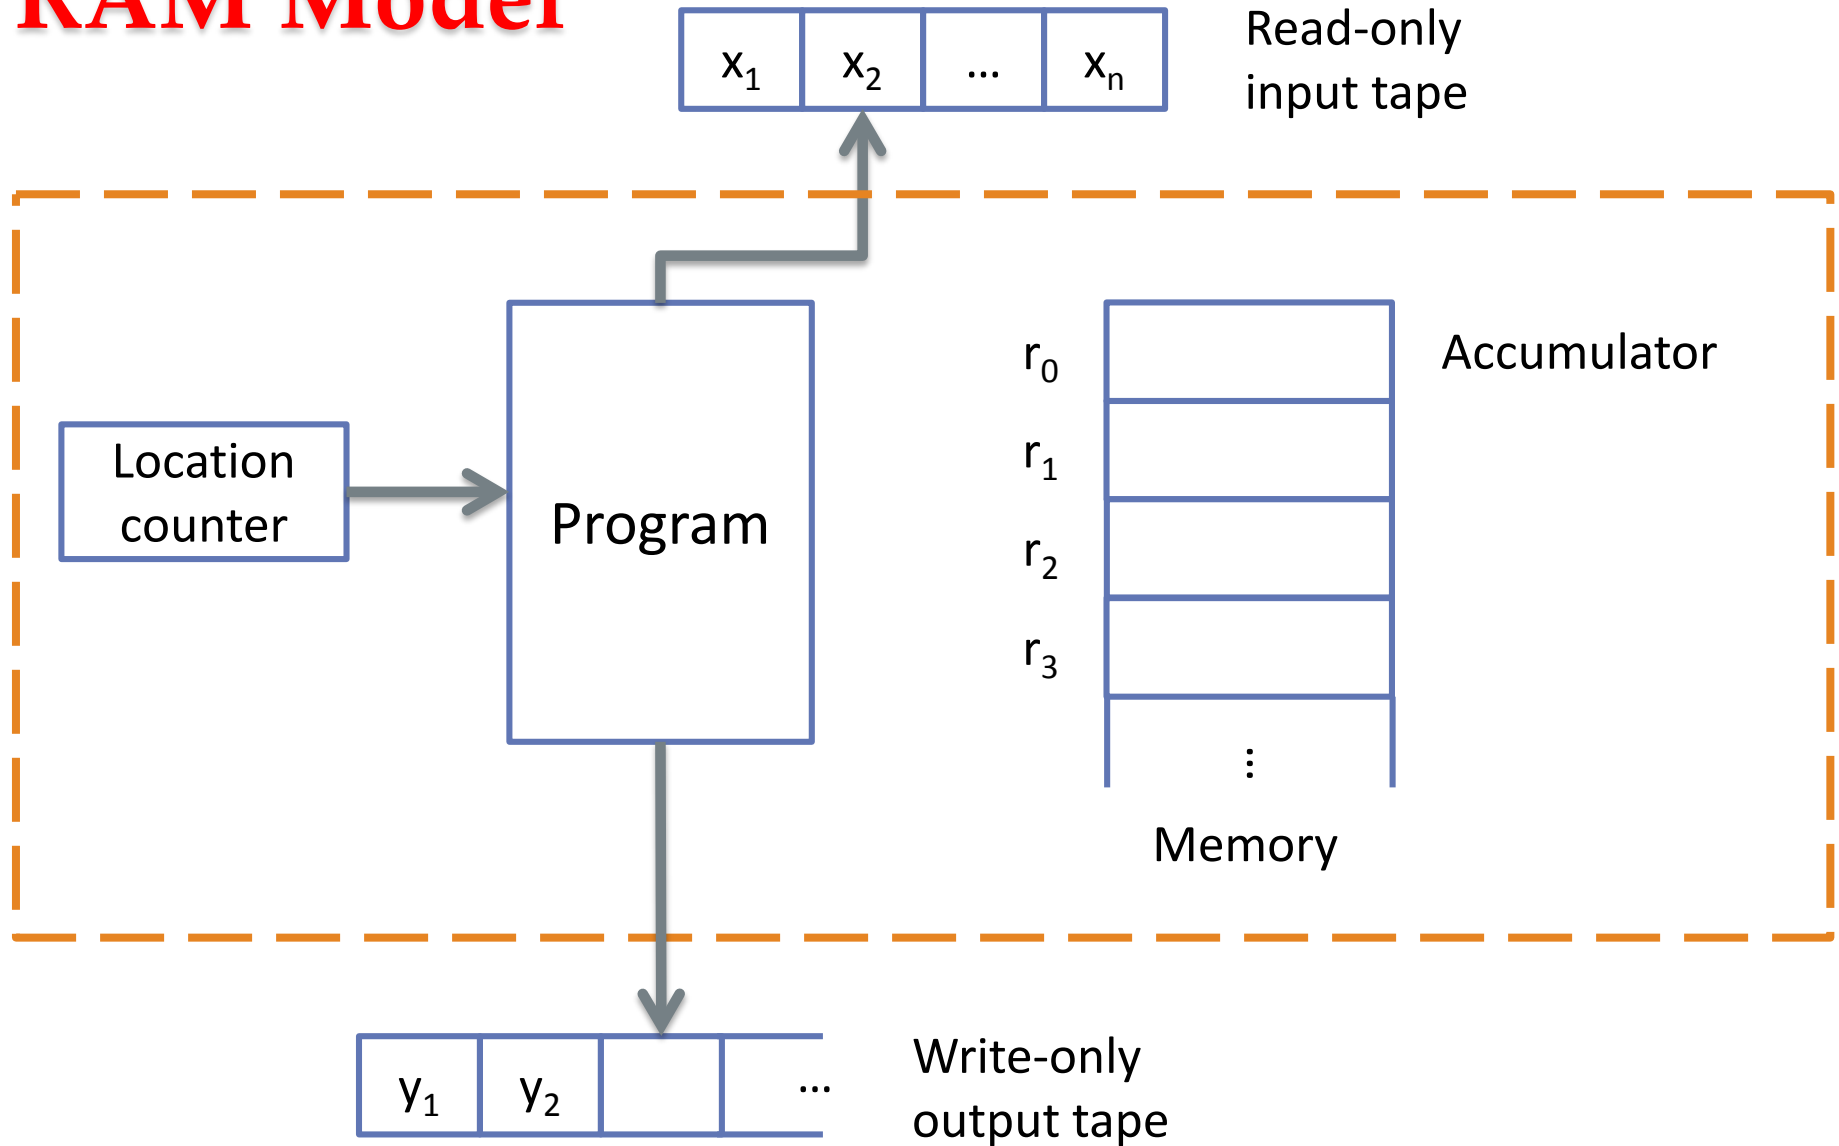 RAM Model
x₁ x₂ … xₙ
Read-only
input tape
Location
counter
Program
r₀
r₁
r₂
r₃
Accumulator
⋮
Memory
y₁ y₂ …
Write-only
output tape